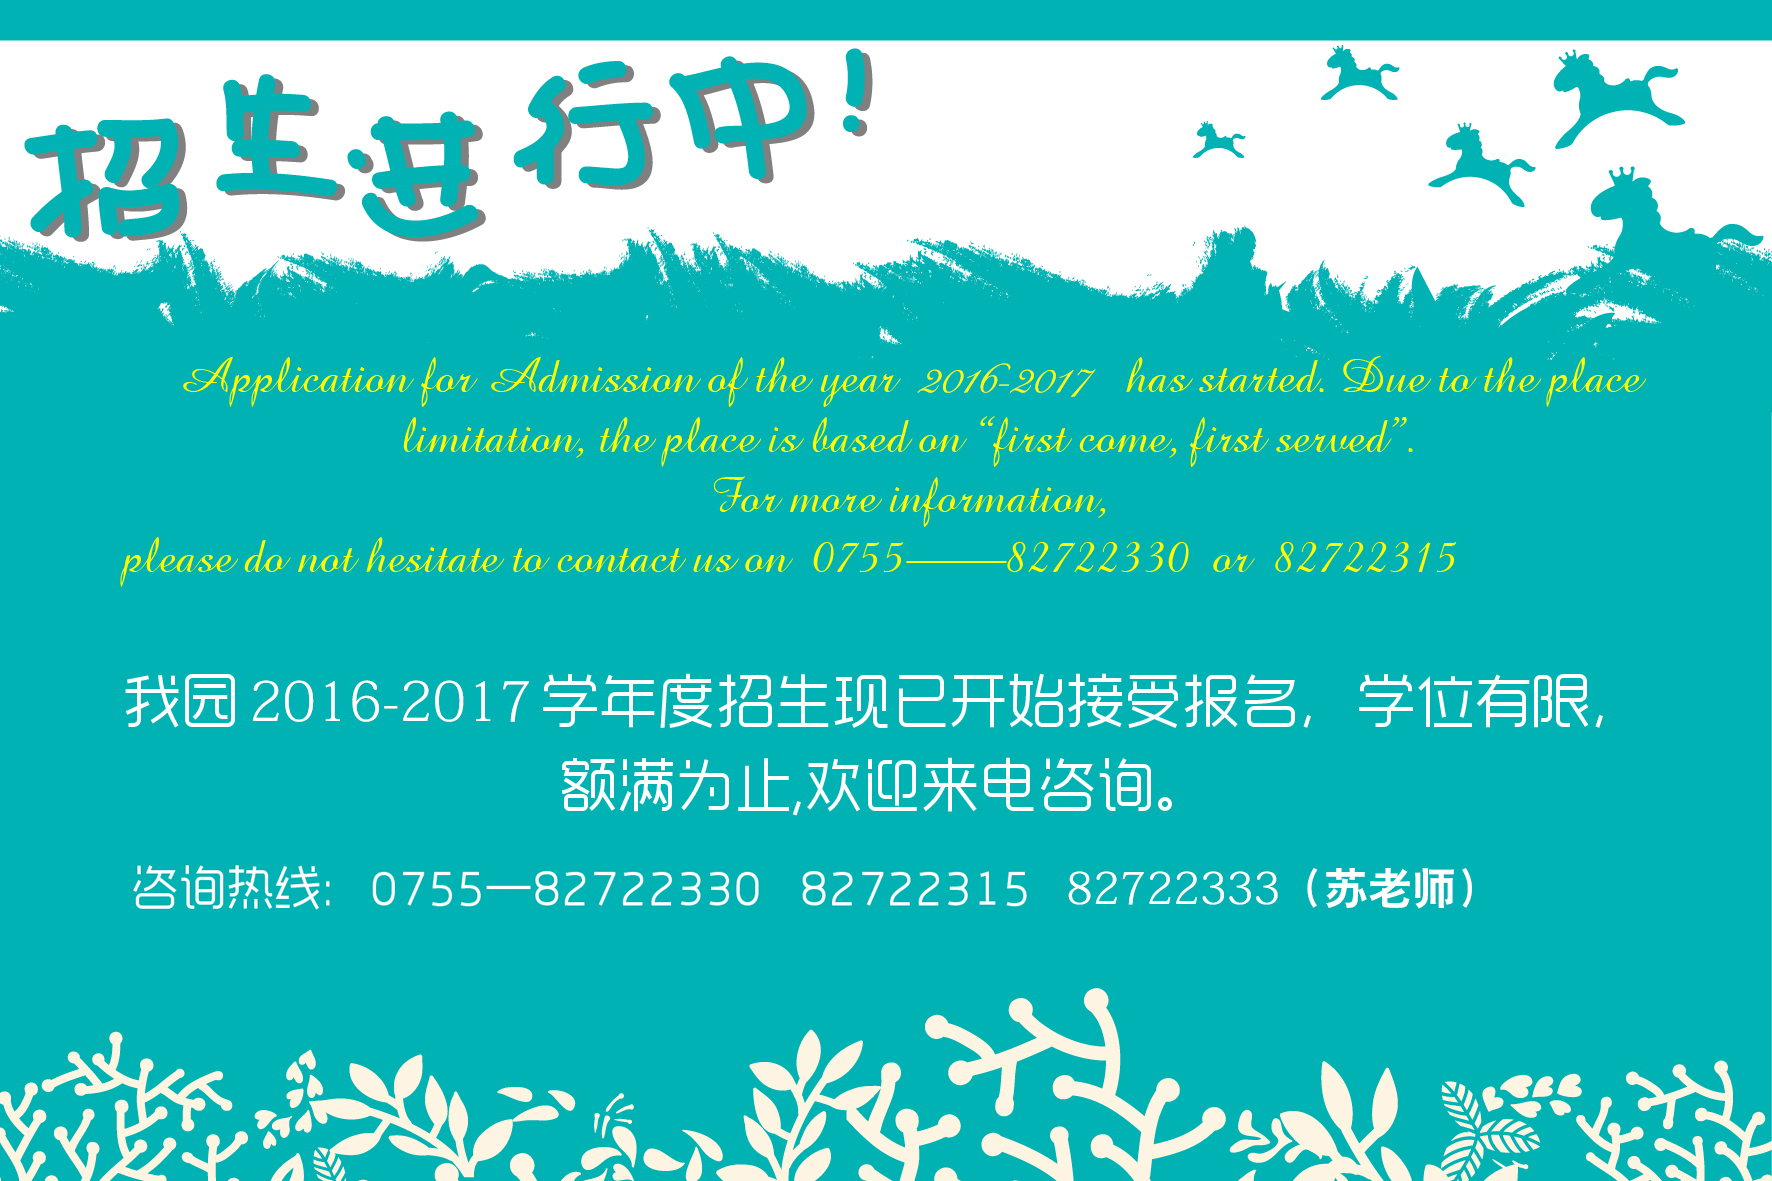 招生进行中!
Application for Admission of the year 2016-2017 has started. Due to the place
limitation, the place is based on “first come, first served”.
For more information,
please do not hesitate to contact us on 0755——82722330 or 82722315
我园2016-2017学年度招生现已开始接受报名, 学位有限,
额满为止,欢迎来电咨询。
咨询热线: 0755—82722330 82722315 82722333（苏老师）